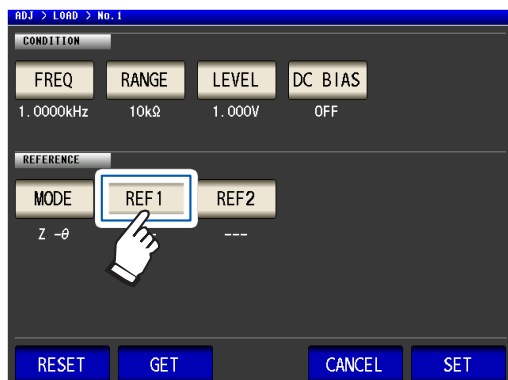 ADJ > LOAD > No.1
CONDITION
FREQ RANGE LEVEL DC BIAS
1.0000kHz 10kΩ 1.000V OFF
REFERENCE
MODE REF1 REF2
Z -θ ---
RESET GET CANCEL SET